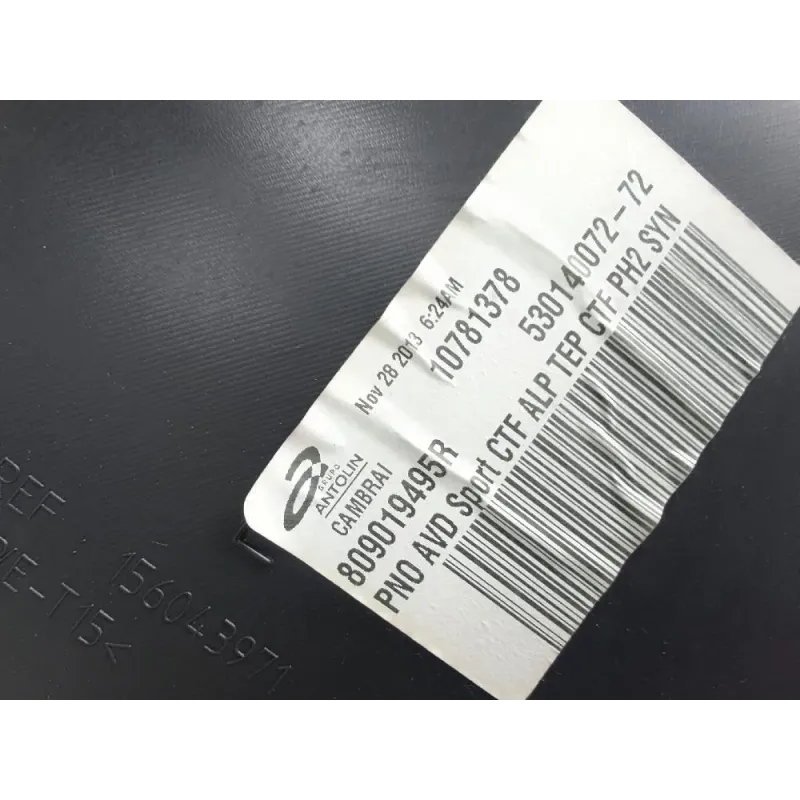 Nov 28 2013 6:24AM
10781378
530140072-72
GRUPO
ANTOLIN
CAMBRAI
809019495R
PNO AVD Sport CTF ALP TEP CTF PH2 SYN
REF : 156043971
E-T15<